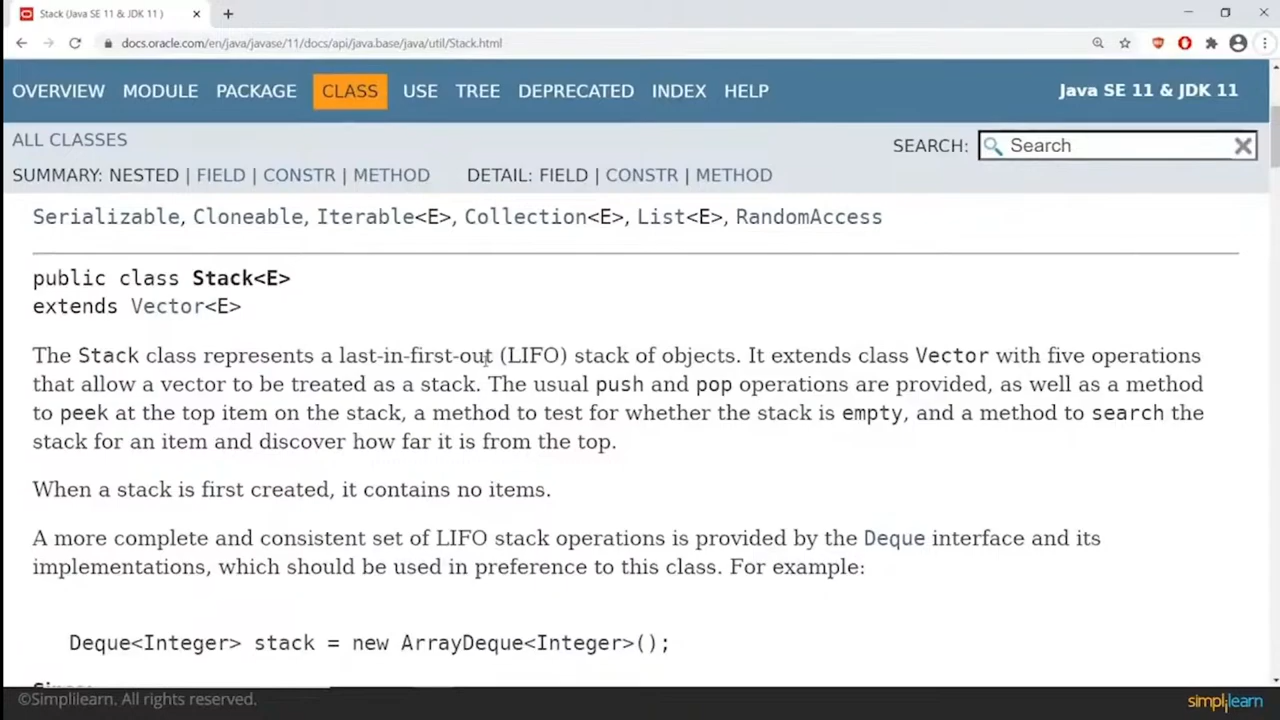 Stack (Java SE 11 & JDK 11 )
docs.oracle.com/en/java/javase/11/docs/api/java.base/java/util/Stack.html
OVERVIEW MODULE PACKAGE CLASS USE TREE DEPRECATED INDEX HELP Java SE 11 & JDK 11
ALL CLASSES
SEARCH: Search
SUMMARY: NESTED | FIELD | CONSTR | METHOD DETAIL: FIELD | CONSTR | METHOD
Serializable, Cloneable, Iterable<E>, Collection<E>, List<E>, RandomAccess
public class Stack<E>
extends Vector<E>
The Stack class represents a last-in-first-out (LIFO) stack of objects. It extends class Vector with five operations
that allow a vector to be treated as a stack. The usual push and pop operations are provided, as well as a method
to peek at the top item on the stack, a method to test for whether the stack is empty, and a method to search the
stack for an item and discover how far it is from the top.
When a stack is first created, it contains no items.
A more complete and consistent set of LIFO stack operations is provided by the Deque interface and its
implementations, which should be used in preference to this class. For example:
Deque<Integer> stack = new ArrayDeque<Integer>();
©Simplilearn. All rights reserved.
simplilearn